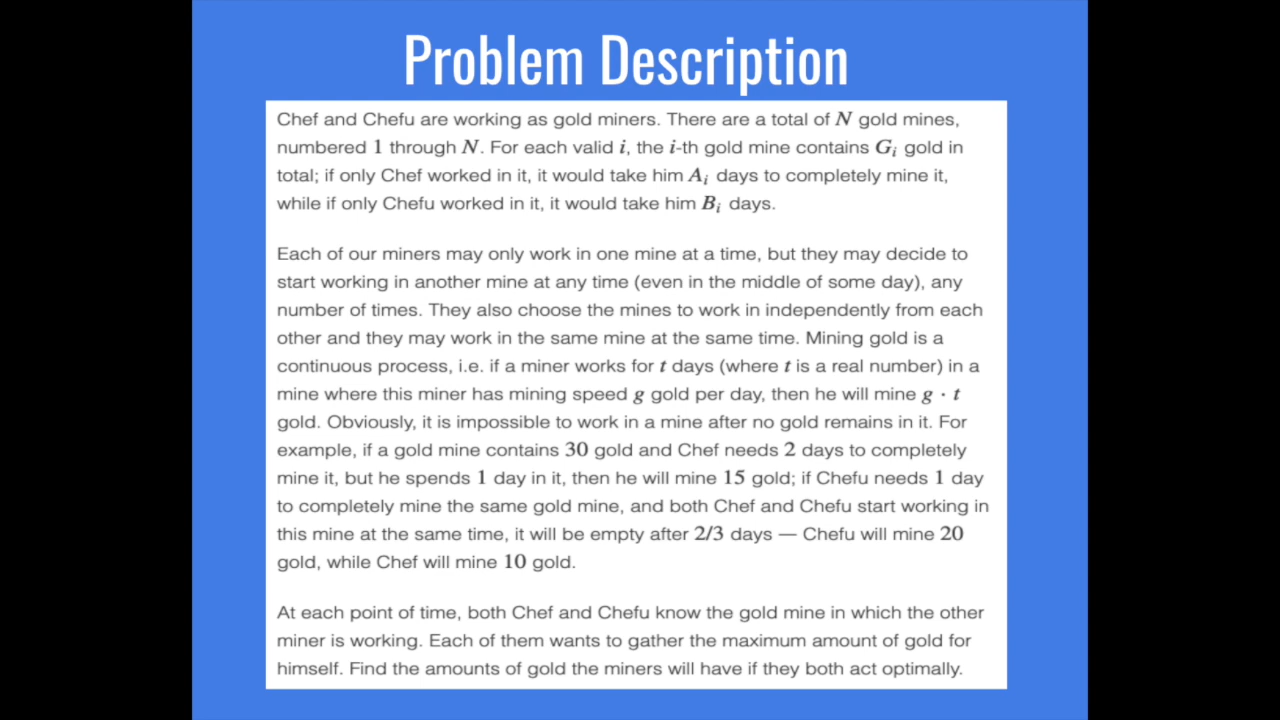 Problem Description
Chef and Chefu are working as gold miners. There are a total of N gold mines,
numbered 1 through N. For each valid i, the i-th gold mine contains Gi gold in
total; if only Chef worked in it, it would take him Ai days to completely mine it,
while if only Chefu worked in it, it would take him Bi days.
Each of our miners may only work in one mine at a time, but they may decide to
start working in another mine at any time (even in the middle of some day), any
number of times. They also choose the mines to work in independently from each
other and they may work in the same mine at the same time. Mining gold is a
continuous process, i.e. if a miner works for t days (where t is a real number) in a
mine where this miner has mining speed g gold per day, then he will mine g · t
gold. Obviously, it is impossible to work in a mine after no gold remains in it. For
example, if a gold mine contains 30 gold and Chef needs 2 days to completely
mine it, but he spends 1 day in it, then he will mine 15 gold; if Chefu needs 1 day
to completely mine the same gold mine, and both Chef and Chefu start working in
this mine at the same time, it will be empty after 2/3 days — Chefu will mine 20
gold, while Chef will mine 10 gold.
At each point of time, both Chef and Chefu know the gold mine in which the other
miner is working. Each of them wants to gather the maximum amount of gold for
himself. Find the amounts of gold the miners will have if they both act optimally.